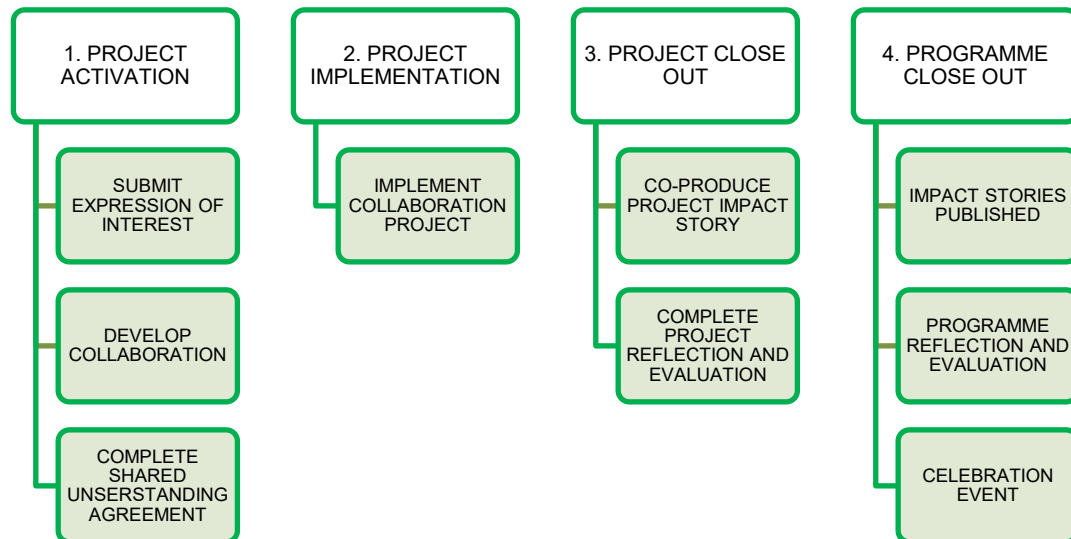 1. PROJECT
ACTIVATION
SUBMIT
EXPRESSION OF
INTEREST
DEVELOP
COLLABORATION
COMPLETE
SHARED
UNSERSTANDING
AGREEMENT
2. PROJECT
IMPLEMENTATION
IMPLEMENT
COLLABORATION
PROJECT
3. PROJECT CLOSE
OUT
CO-PRODUCE
PROJECT IMPACT
STORY
COMPLETE
PROJECT
REFLECTION AND
EVALUATION
4. PROGRAMME
CLOSE OUT
IMPACT STORIES
PUBLISHED
PROGRAMME
REFLECTION AND
EVALUATION
CELEBRATION
EVENT